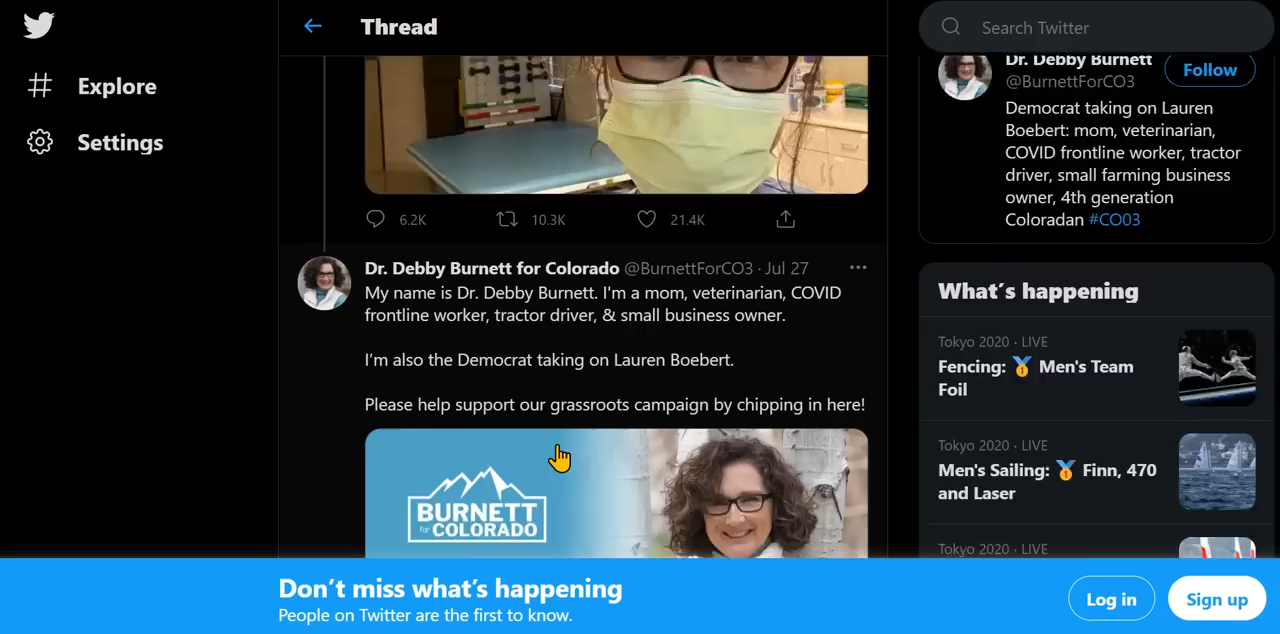 Thread
Search Twitter
Explore
Settings
6.2K
10.3K
21.4K
Dr. Debby Burnett for Colorado @BurnettForCO3 · Jul 27
My name is Dr. Debby Burnett. I'm a mom, veterinarian, COVID
frontline worker, tractor driver, & small business owner.
I'm also the Democrat taking on Lauren Boebert.
Please help support our grassroots campaign by chipping in here!
BURNETT
for COLORADO
Dr. Debby Burnett
@BurnettForCO3
Follow
Democrat taking on Lauren
Boebert: mom, veterinarian,
COVID frontline worker, tractor
driver, small farming business
owner, 4th generation
Coloradan #CO03
What's happening
Tokyo 2020 · LIVE
Fencing: 🏅 Men's Team
Foil
Tokyo 2020 · LIVE
Men's Sailing: 🏅 Finn, 470
and Laser
Tokyo 2020 · LIVE
Don't miss what's happening
People on Twitter are the first to know.
Log in
Sign up